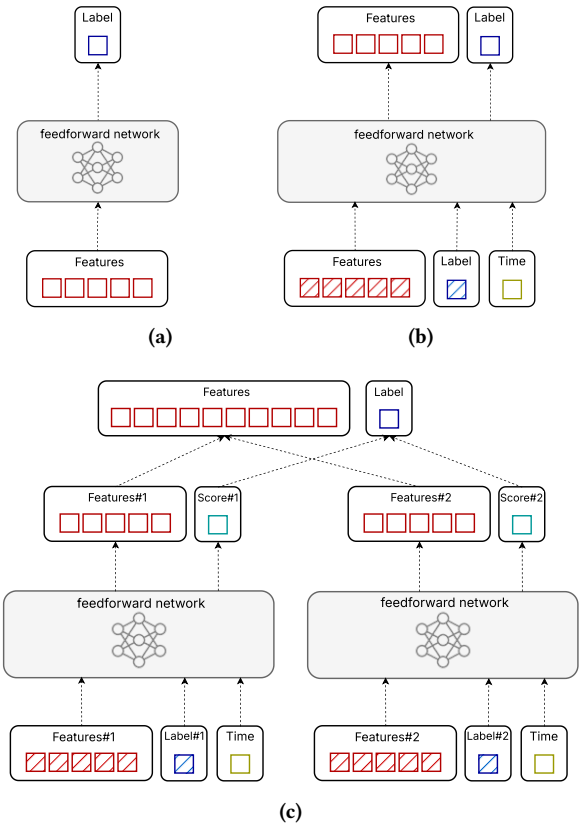 Label
feedforward network
Features
(a)
Features Label
feedforward network
Features Label Time
(b)
Features Label
Features#1 Score#1 Features#2 Score#2
feedforward network feedforward network
Features#1 Label#1 Time Features#2 Label#2 Time
(c)